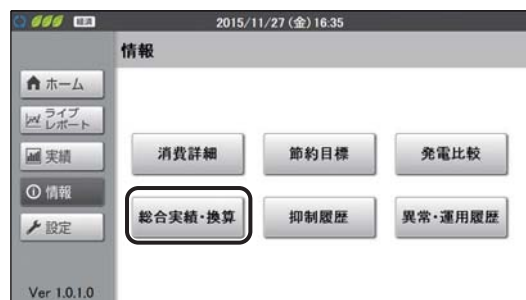 経済
2015/11/27(金)16:35
情報
ホーム
ライブ
レポート
実績
情報
設定
消費詳細
節約目標
発電比較
総合実績・換算
抑制履歴
異常・運用履歴
Ver 1.0.1.0